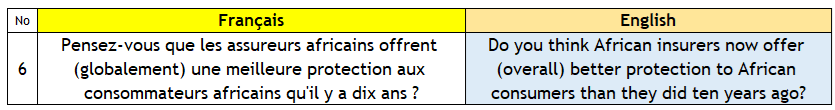 No
Français
English
6
Pensez-vous que les assureurs africains offrent
(globalement) une meilleure protection aux
consommateurs africains qu'il y a dix ans ?
Do you think African insurers now offer
(overall) better protection to African
consumers than they did ten years ago?